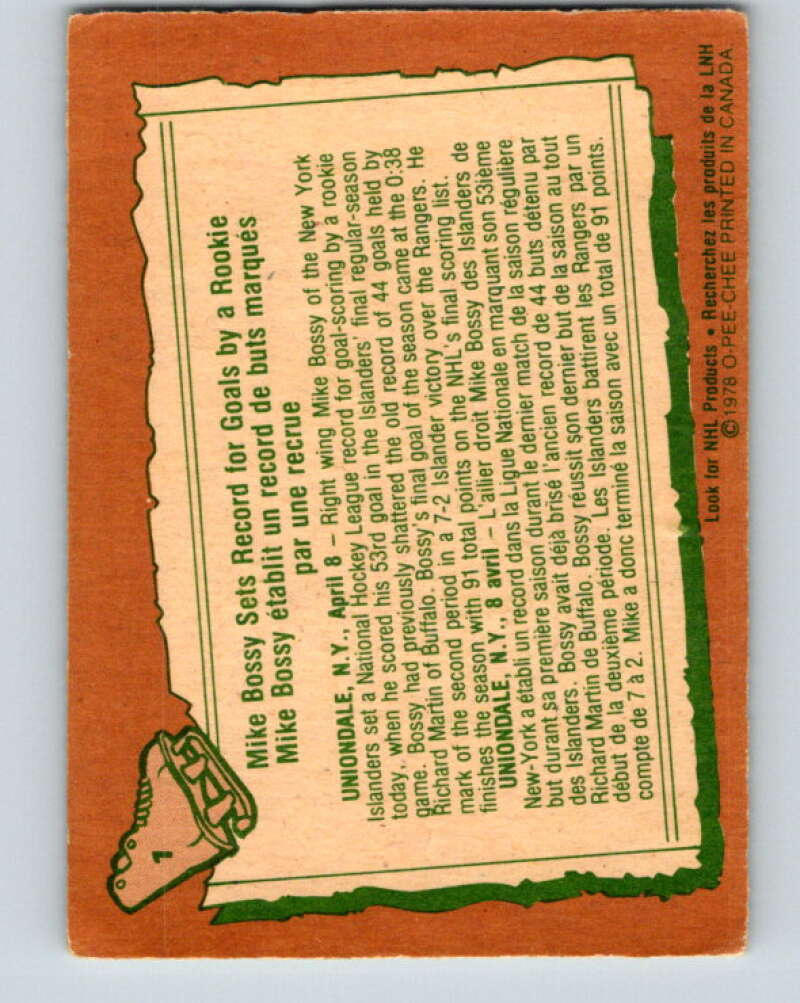 1
Mike Bossy Sets Record for Goals by a Rookie
Mike Bossy établit un record de buts marqués
par une recrue
UNIONDALE, N.Y., April 8 – Right wing Mike Bossy of the New York
Islanders set a National Hockey League record for goal-scoring by a rookie
today, when he scored his 53rd goal in the Islanders' final regular-season
game. Bossy had previously shattered the old record of 44 goals held by
Richard Martin of Buffalo. Bossy's final goal of the season came at the 0:38
mark of the second period in a 7-2 Islander victory over the Rangers. He
finishes the season with 91 total points on the NHL's final scoring list.
UNIONDALE, N.Y., 8 avril – L'ailier droit Mike Bossy des Islanders de
New-York a établi un record dans la Ligue Nationale en marquant son 53ième
but durant sa première saison durant le dernier match de la saison régulière
des Islanders. Bossy avait déjà brisé l'ancien record de 44 buts détenu par
Richard Martin de Buffalo. Bossy réussit son dernier but de la saison au tout
début de la deuxième période. Les Islanders battirent les Rangers par un
compte de 7 à 2. Mike a donc terminé la saison avec un total de 91 points.
Look for NHL Products • Recherchez les produits de la LNH
©1978 O-PEE-CHEE PRINTED IN CANADA.